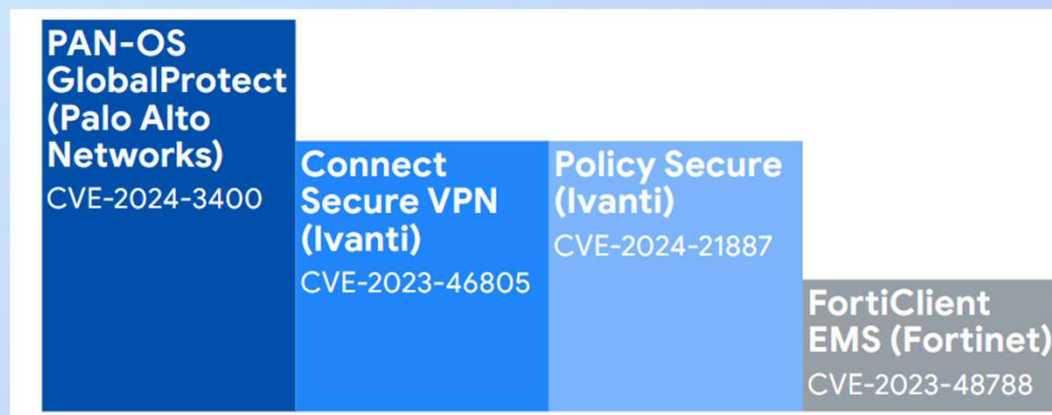 PAN-OS
GlobalProtect
(Palo Alto
Networks)
CVE-2024-3400
Connect
Secure VPN
(Ivanti)
CVE-2023-46805
Policy Secure
(Ivanti)
CVE-2024-21887
FortiClient
EMS (Fortinet)
CVE-2023-48788